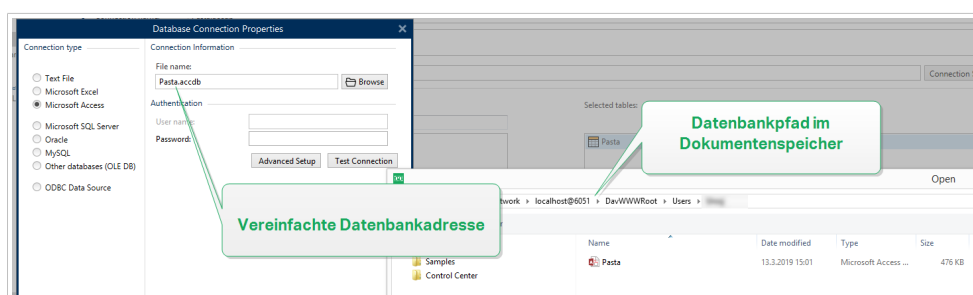 Database Connection Properties
Connection type
Connection Information
File name:
Pasta.accdb
Browse
Text File
Microsoft Excel
Microsoft Access
Authentication
User name:
Password:
Microsoft SQL Server
Oracle
MySQL
Other databases (OLE DB)
ODBC Data Source
Advanced Setup
Test Connection
Connection
Selected tables:
Pasta
Datenbankpfad im
Dokumentenspeicher
Vereinfachte Datenbankadresse
Open
localhost@6051 › DavWWWRoot › Users ›
Name
Date modified
Type
Size
Samples
Control Center
Pasta
13.3.2019 15:01
Microsoft Access ...
476 KB